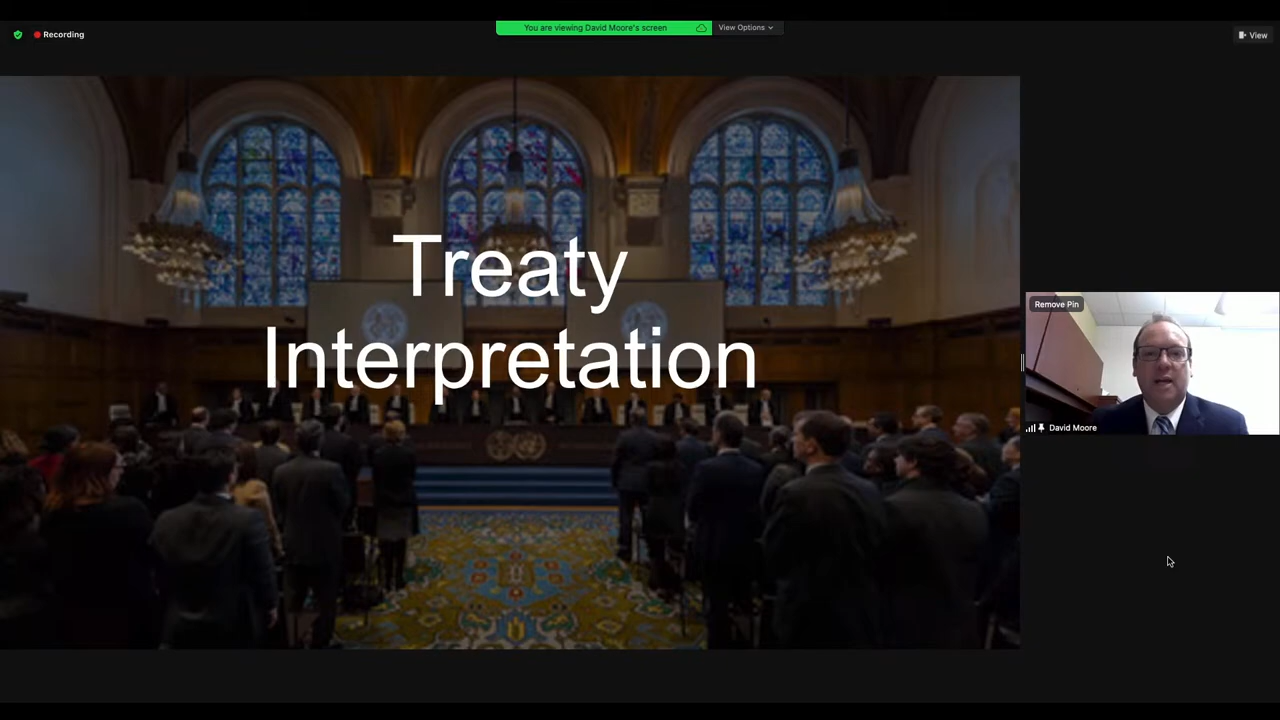 You are viewing David Moore's screen
View Options
Recording
View
Treaty
Interpretation
Remove Pin
David Moore